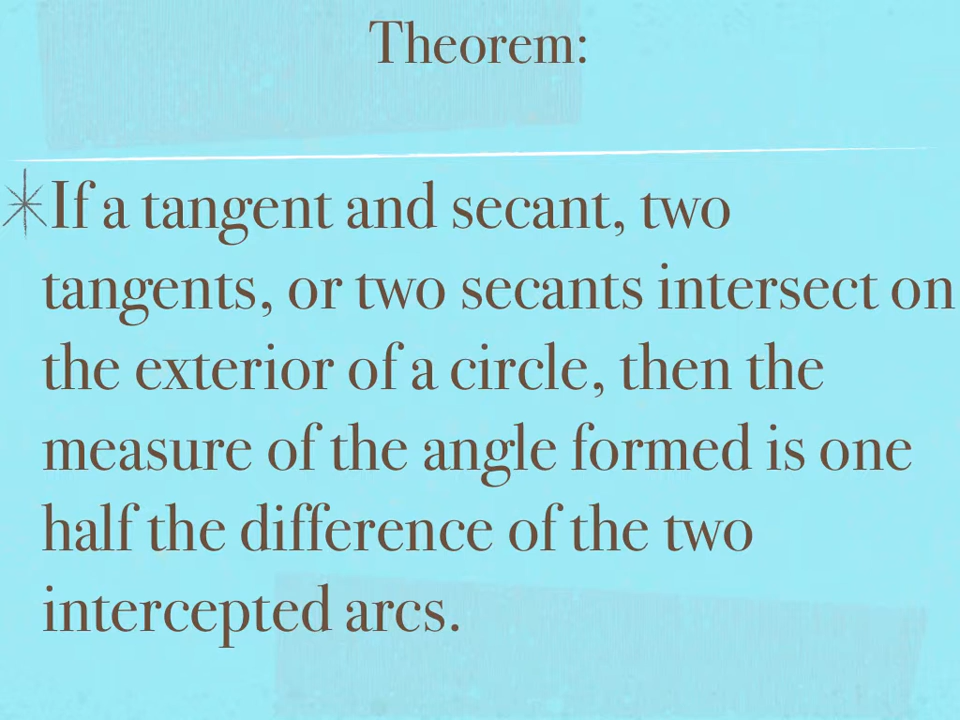 Theorem:
If a tangent and secant, two
tangents, or two secants intersect on
the exterior of a circle, then the
measure of the angle formed is one
half the difference of the two
intercepted arcs.